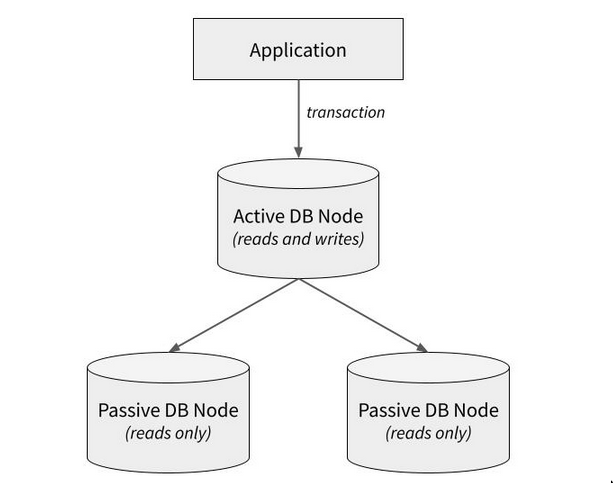 Application
transaction
Active DB Node
(reads and writes)
Passive DB Node
(reads only)
Passive DB Node
(reads only)